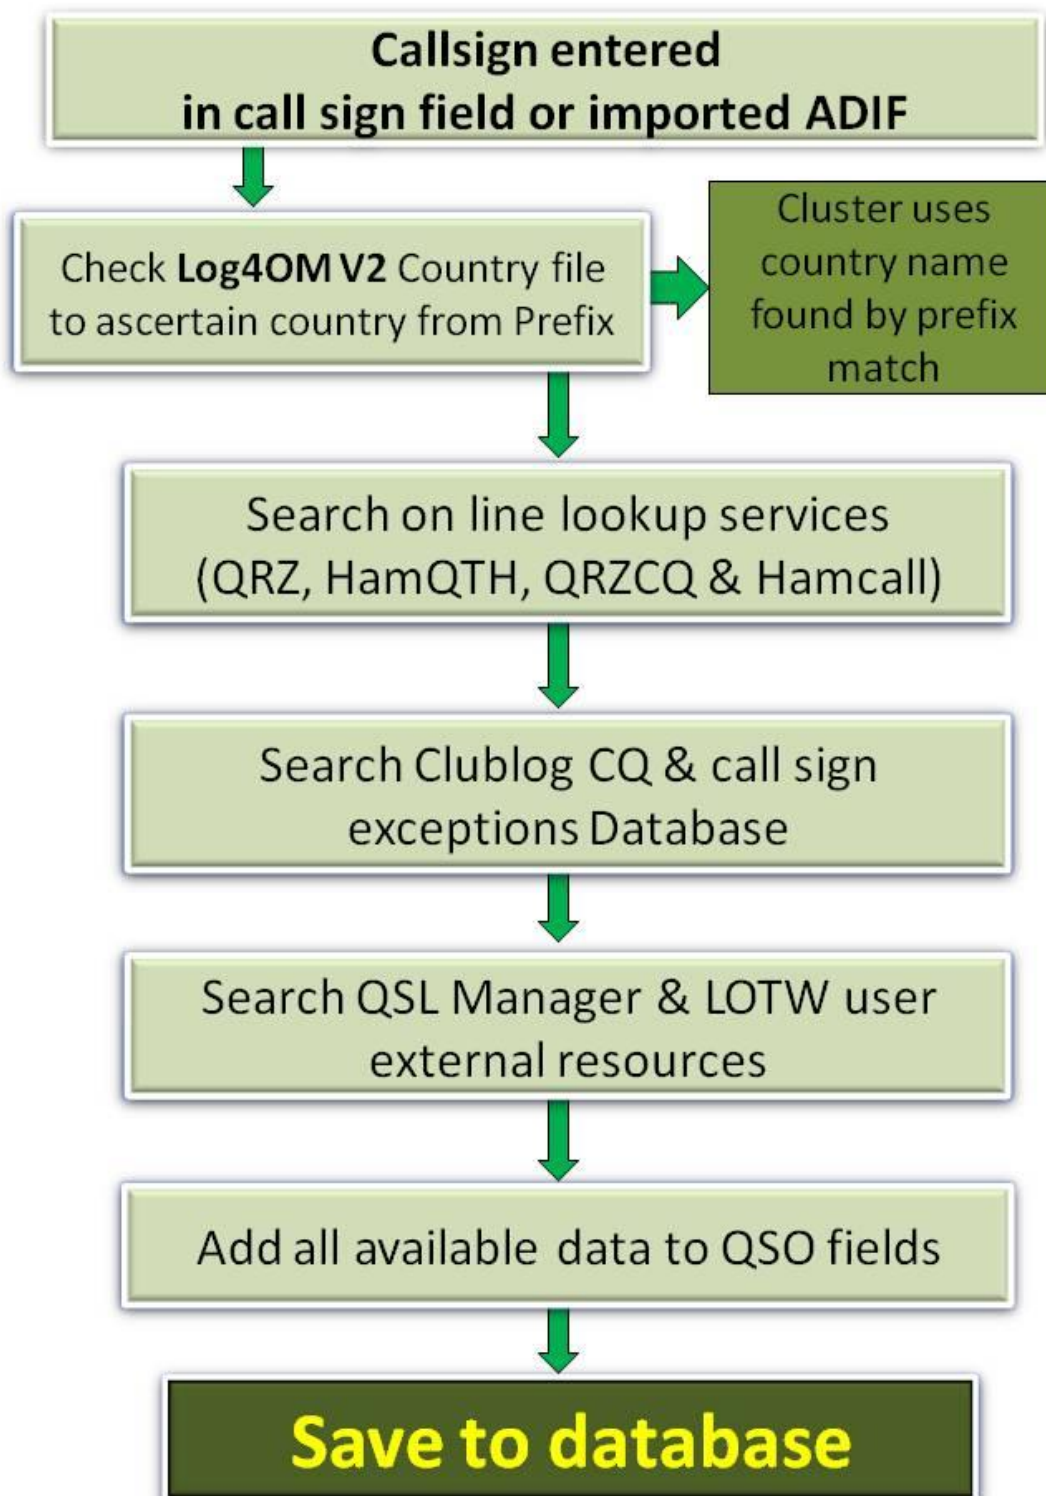 Callsign entered
in call sign field or imported ADIF
Check Log4OM V2 Country file
to ascertain country from Prefix
Cluster uses
country name
found by prefix
match
Search on line lookup services
(QRZ, HamQTH, QRZCQ & Hamcall)
Search Clublog CQ & call sign
exceptions Database
Search QSL Manager & LOTW user
external resources
Add all available data to QSO fields
Save to database